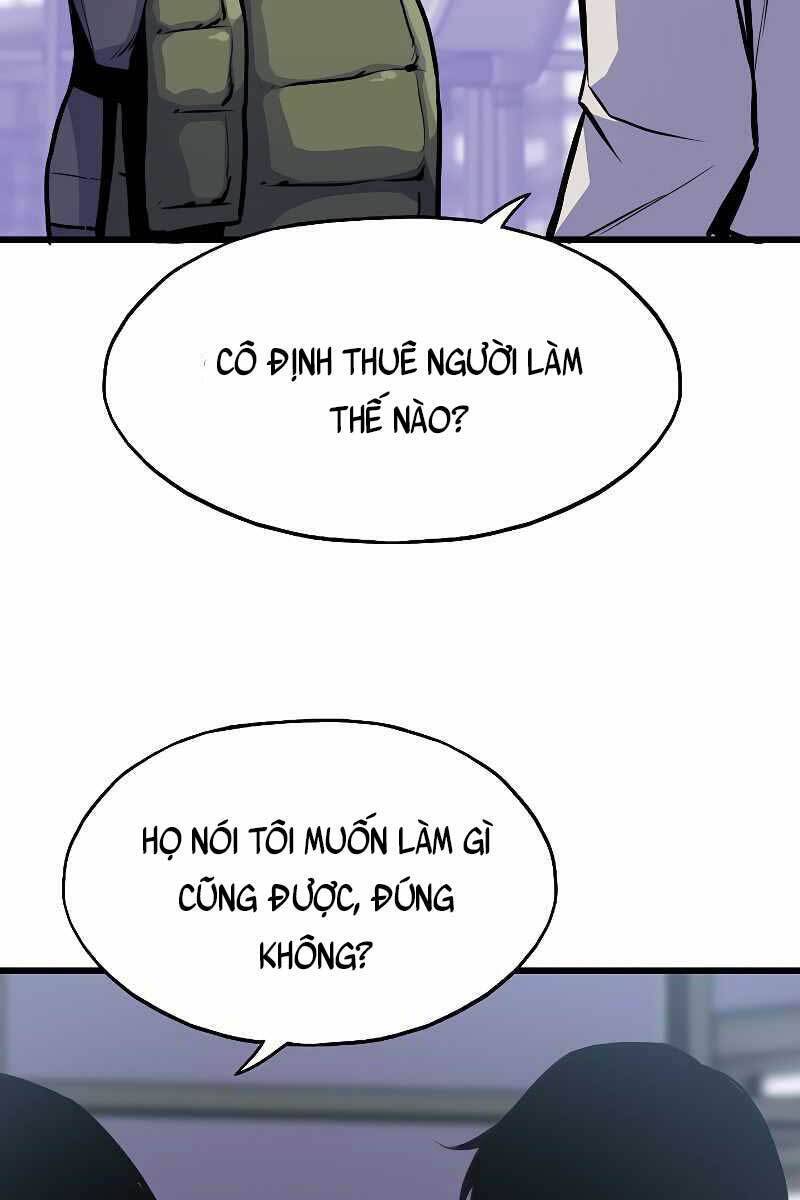 CÔ ĐỊNH THUÊ NGƯỜI LÀM
THẾ NÀO?
HỌ NÓI TÔI MUỐN LÀM GÌ
CŨNG ĐƯỢC, ĐÚNG
KHÔNG?